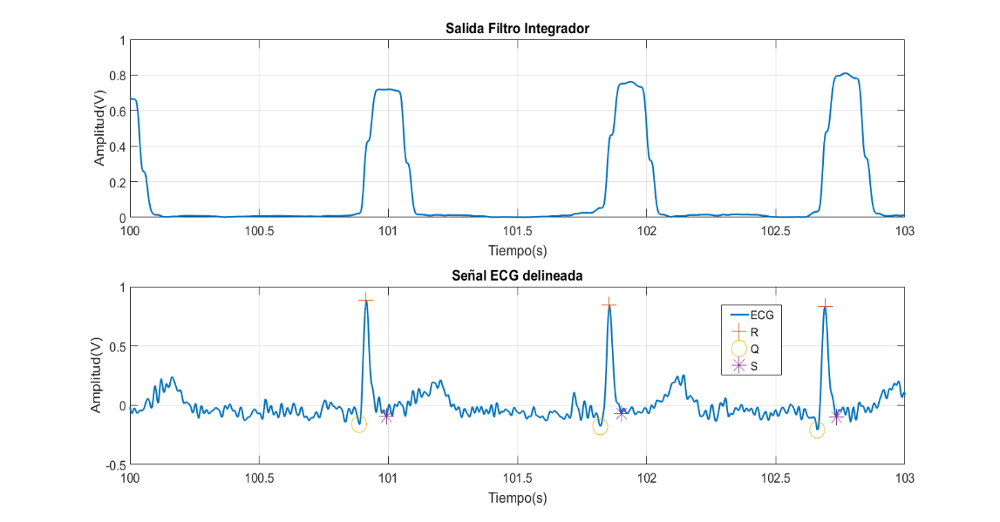 Salida Filtro Integrador
1
0.8
0.6
0.4
0.2
0
Amplitud(V)
100
100.5
101
101.5
102
102.5
103
Tiempo(s)
Señal ECG delineada
1
0.5
0
-0.5
Amplitud(V)
ECG
R
Q
S
100
100.5
101
101.5
102
102.5
103
Tiempo(s)